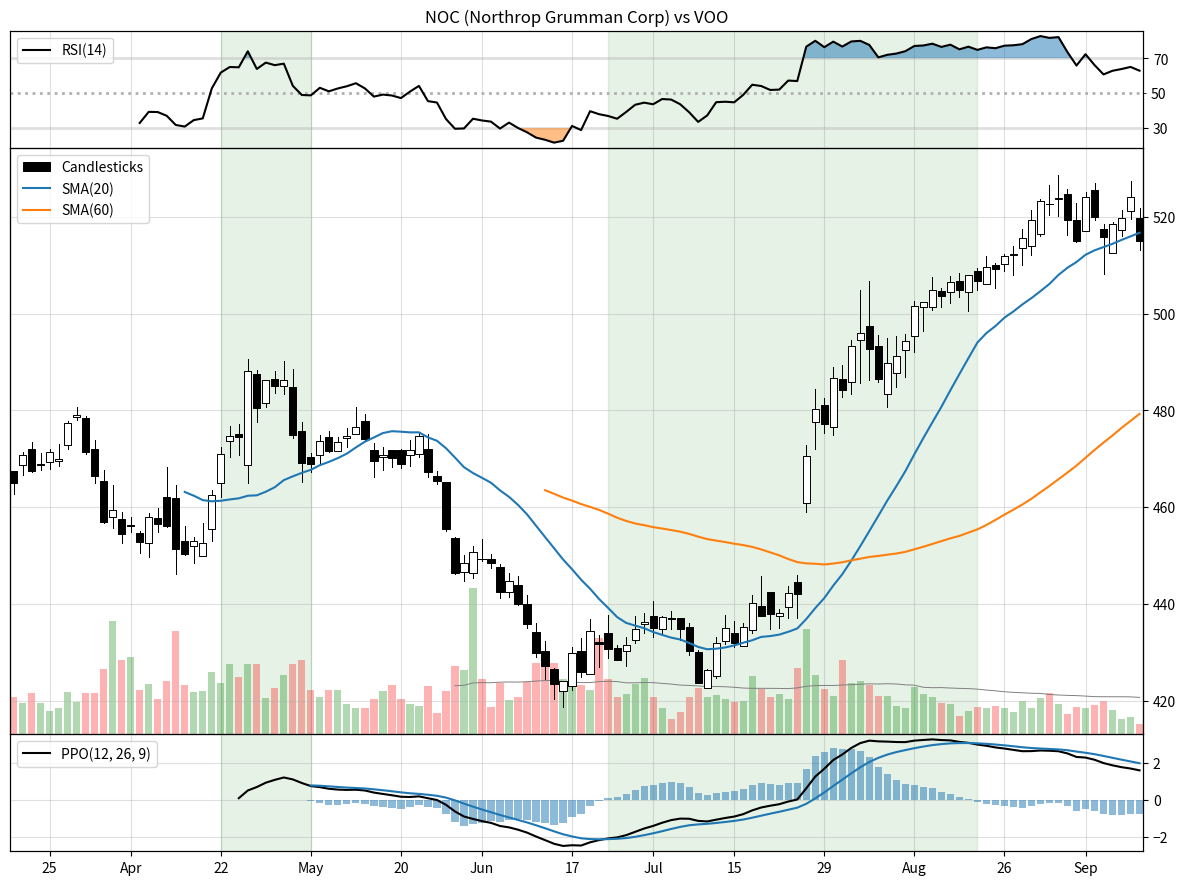 NOC (Northrop Grumman Corp) vs VOO
RSI(14)
70
50
30
Candlesticks
SMA(20)
SMA(60)
520
500
480
460
440
420
PPO(12, 26, 9)
2
0
−2
25 Apr 22 May 20 Jun 17 Jul 15 29 Aug 26 Sep